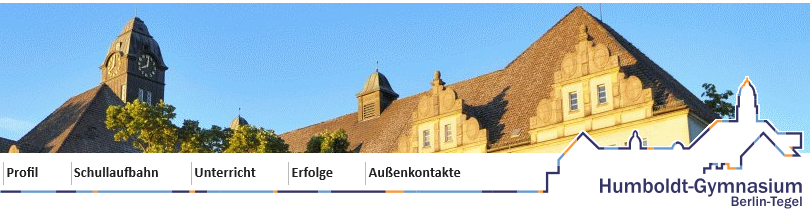 Profil Schullaufbahn Unterricht Erfolge Außenkontakte
Humboldt-Gymnasium
Berlin-Tegel